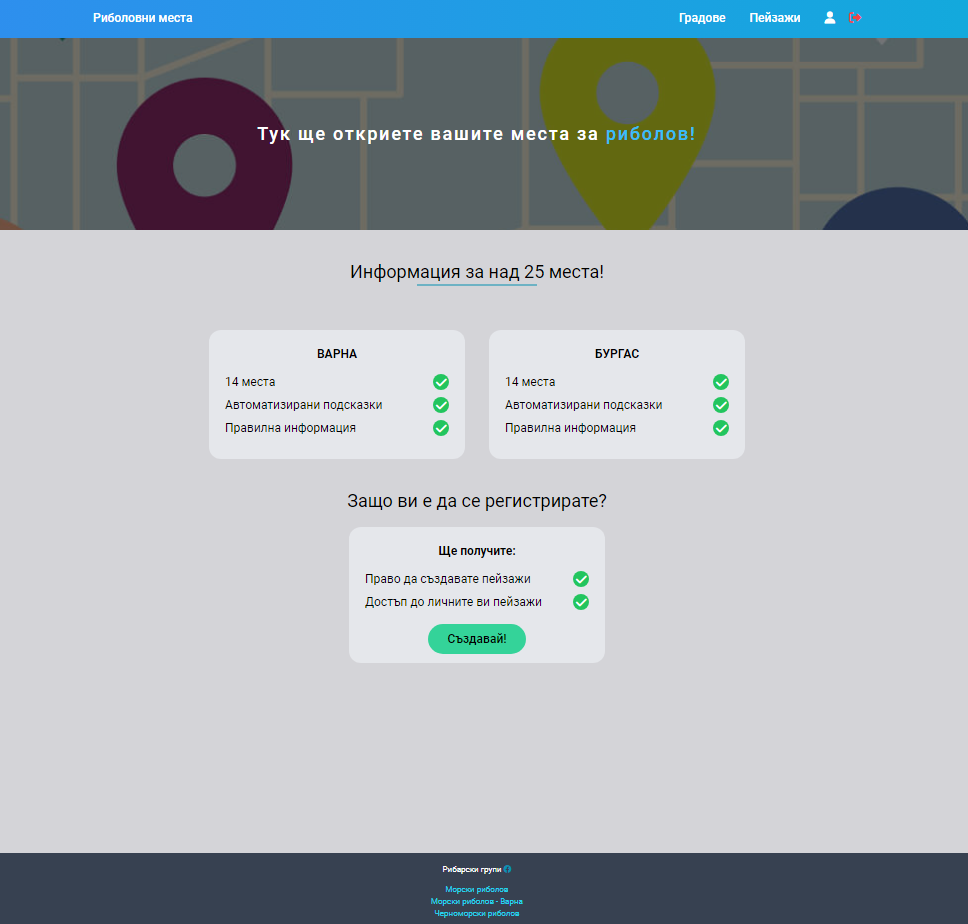 Риболовни места
Градове
Пейзажи
Тук ще откриете вашите места за риболов!
Информация за над 25 места!
ВАРНА
14 места
Автоматизирани подсказки
Правилна информация
БУРГАС
14 места
Автоматизирани подсказки
Правилна информация
Защо ви е да се регистрирате?
Ще получите:
Право да създавате пейзажи
Достъп до личните ви пейзажи
Създавай!
Рибарски групи
Морски риболов
Морски риболов - Варна
Черноморски риболов